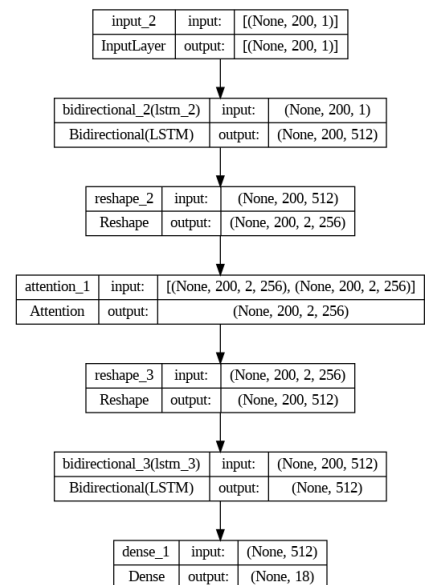 input_2 input: [(None, 200, 1)]
InputLayer output: [(None, 200, 1)]
bidirectional_2(lstm_2) input: (None, 200, 1)
Bidirectional(LSTM) output: (None, 200, 512)
reshape_2 input: (None, 200, 512)
Reshape output: (None, 200, 2, 256)
attention_1 input: [(None, 200, 2, 256), (None, 200, 2, 256)]
Attention output: (None, 200, 2, 256)
reshape_3 input: (None, 200, 2, 256)
Reshape output: (None, 200, 512)
bidirectional_3(lstm_3) input: (None, 200, 512)
Bidirectional(LSTM) output: (None, 512)
dense_1 input: (None, 512)
Dense output: (None, 18)